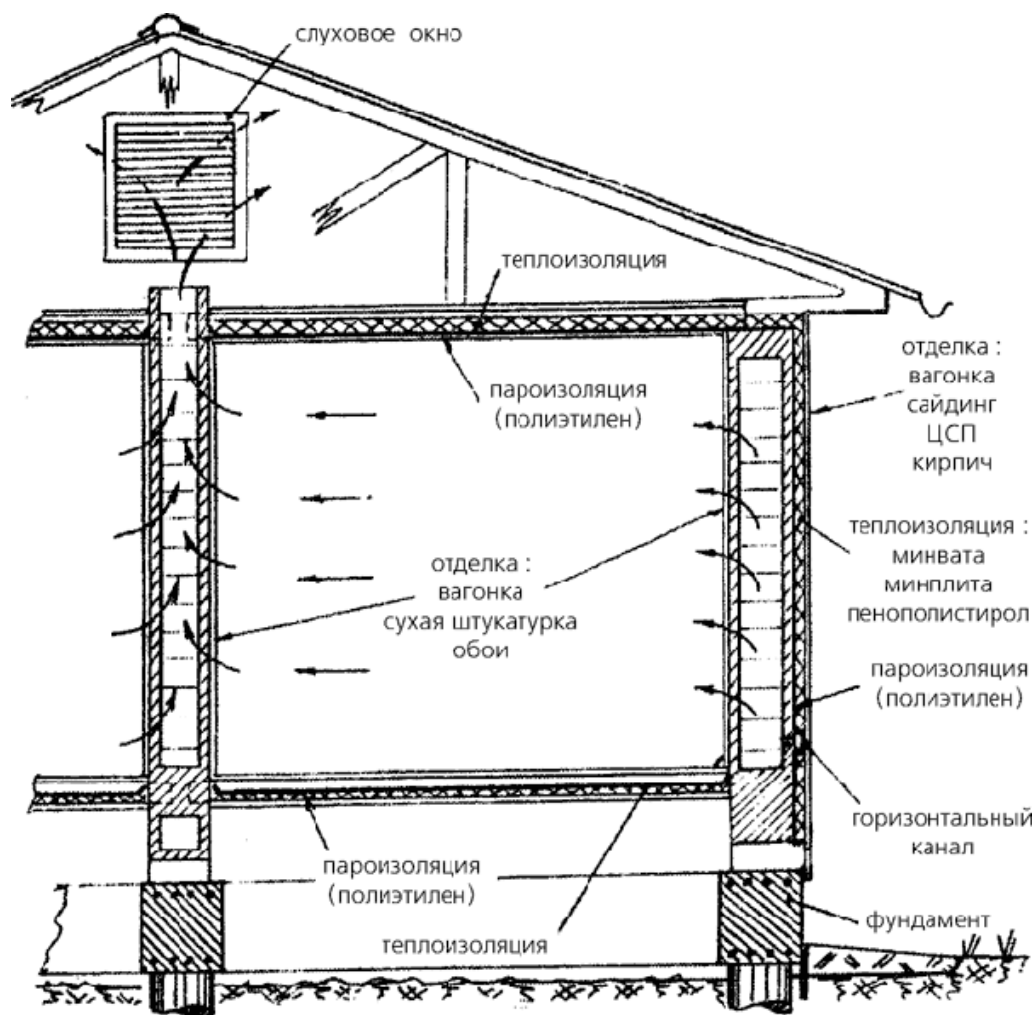 слуховое окно
теплоизоляция
пароизоляция
(полиэтилен)
отделка :
вагонка
сайдинг
ЦСП
кирпич
теплоизоляция :
минвата
минплита
пенополистирол
отделка :
вагонка
сухая штукатурка
обои
пароизоляция
(полиэтилен)
горизонтальный
канал
пароизоляция
(полиэтилен)
фундамент
теплоизоляция